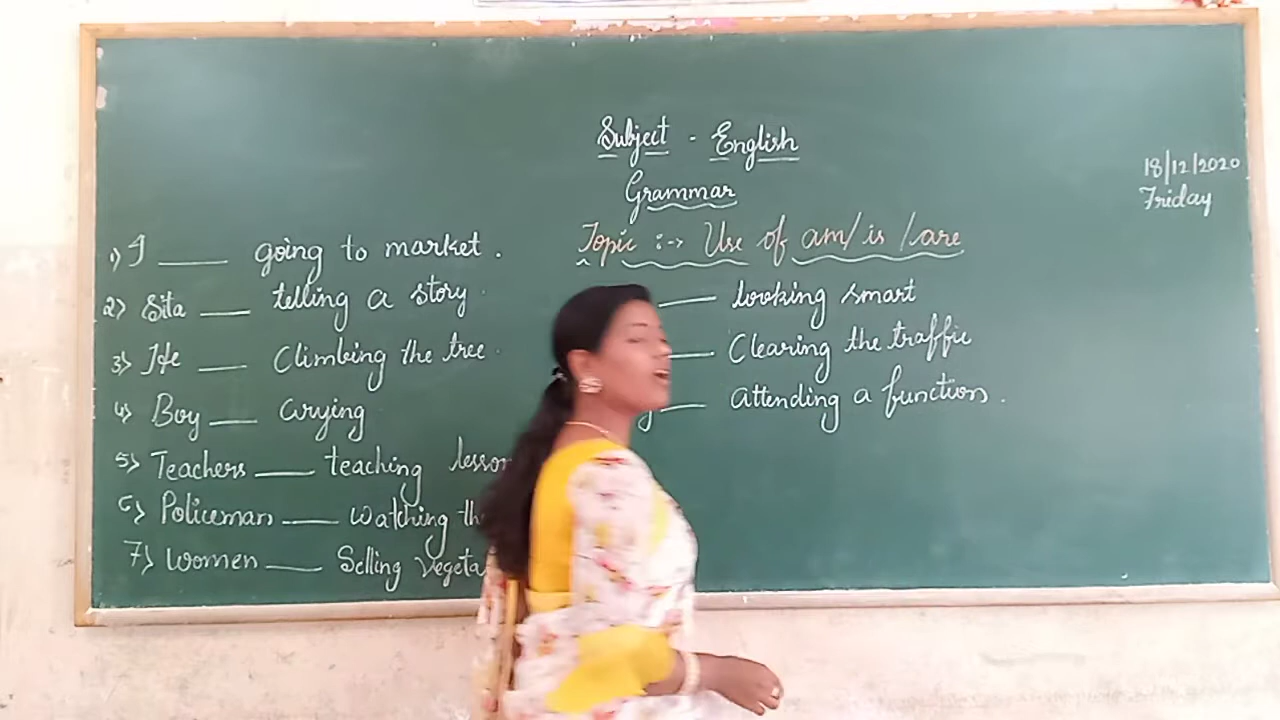 Subject - English
Grammar
18/12/2020
Friday
Topic :-> Use of am/is/are
1) I ____ going to market.
2) Sita ____ telling a story.
3) He ____ Climbing the tree.
4) Boy ____ crying
5) Teachers ____ teaching
6) Policeman ____ watching
7) Women ____ Selling
____ looking smart
____ Clearing the traffic
____ attending a function.